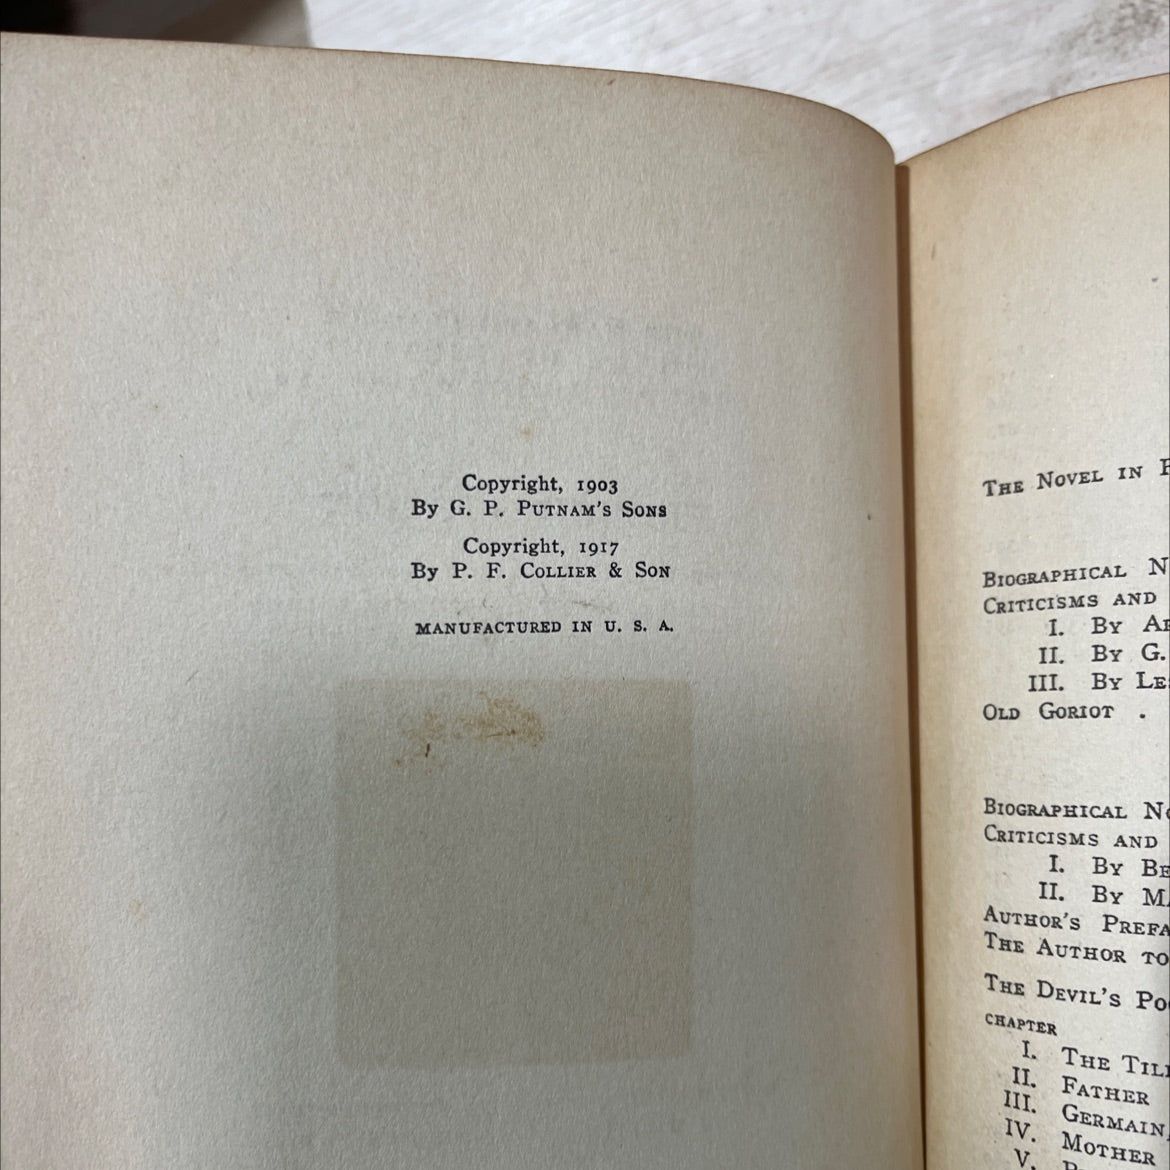 Copyright, 1903
By G. P. Putnam's Sons
Copyright, 1917
By P. F. Collier & Son
MANUFACTURED IN U. S. A.
The Novel in
Biographical
Criticisms and
I. By
II. By G.
III. By
Old Goriot .
Biographical
Criticisms and
I. By
II. By
Author's
The Author to
The Devil's
CHAPTER
I. The
II. Father
III. Germain,
IV. Mother
V.